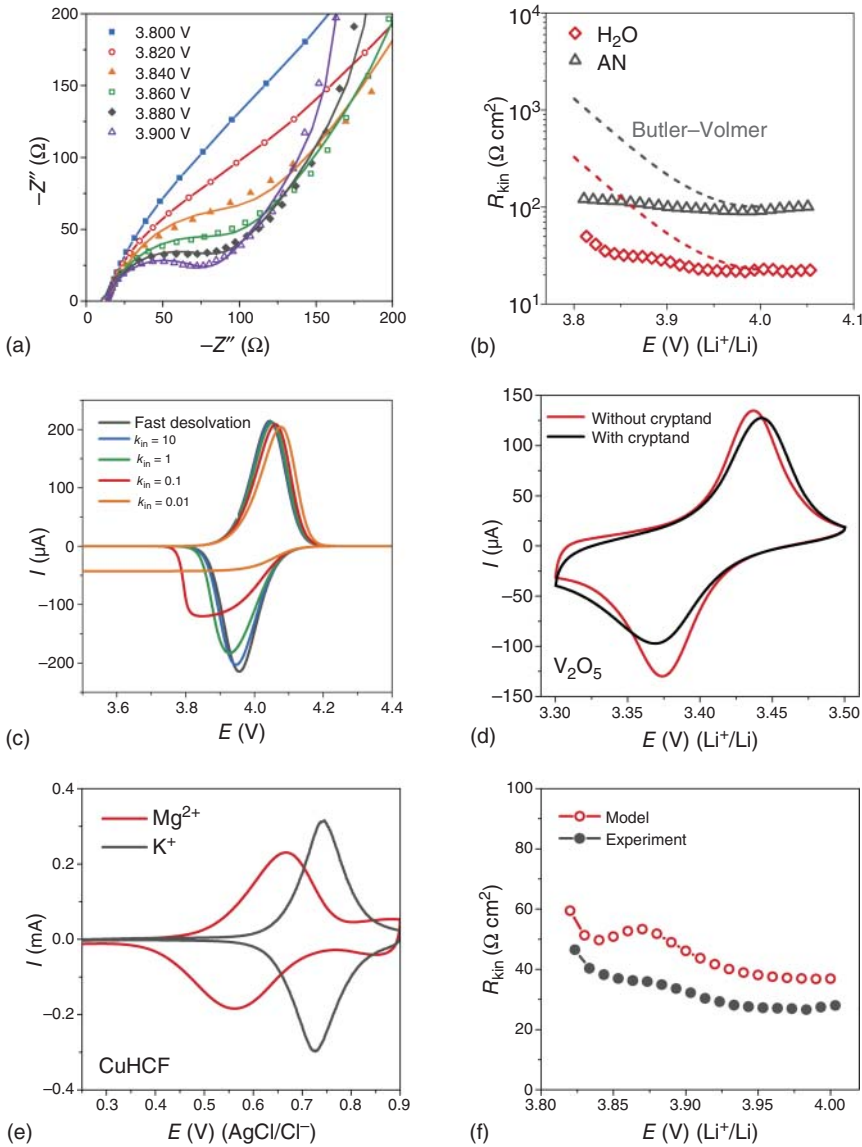 200
150
100
50
0
−Z″ (Ω)
3.800 V
3.820 V
3.840 V
3.860 V
3.880 V
3.900 V
0 50 100 150 200
−Z″ (Ω)
(a)
10⁴
10³
10²
10¹
R_kin (Ω cm²)
H₂O
AN
Butler–Volmer
3.8 3.9 4.0 4.1
E (V) (Li⁺/Li)
(b)
200
100
0
−100
−200
I (µA)
Fast desolvation
k_in = 10
k_in = 1
k_in = 0.1
k_in = 0.01
3.6 3.8 4.0 4.2 4.4
E (V)
(c)
150
100
50
0
−50
−100
−150
I (µA)
Without cryptand
With cryptand
V₂O₅
3.30 3.35 3.40 3.45 3.50
E (V) (Li⁺/Li)
(d)
0.4
0.2
0.0
−0.2
−0.4
I (mA)
Mg²⁺
K⁺
CuHCF
0.3 0.4 0.5 0.6 0.7 0.8 0.9
E (V) (AgCl/Cl⁻)
(e)
100
80
60
40
20
0
R_kin (Ω cm²)
Model
Experiment
3.80 3.85 3.90 3.95 4.00
E (V) (Li⁺/Li)
(f)